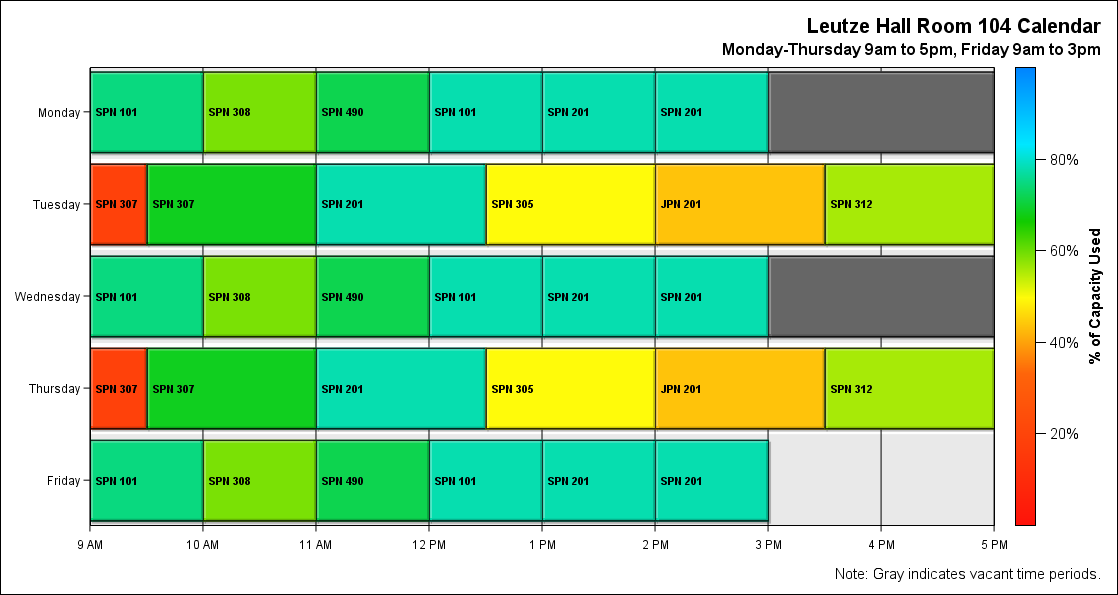 Leutze Hall Room 104 Calendar
Monday-Thursday 9am to 5pm, Friday 9am to 3pm
Monday
SPN 101 SPN 308 SPN 490 SPN 101 SPN 201 SPN 201
Tuesday
SPN 307 SPN 307 SPN 201 SPN 305 JPN 201 SPN 312
Wednesday
SPN 101 SPN 308 SPN 490 SPN 101 SPN 201 SPN 201
Thursday
SPN 307 SPN 307 SPN 201 SPN 305 JPN 201 SPN 312
Friday
SPN 101 SPN 308 SPN 490 SPN 101 SPN 201 SPN 201
9 AM 10 AM 11 AM 12 PM 1 PM 2 PM 3 PM 4 PM 5 PM
80%
60%
40%
20%
% of Capacity Used
Note: Gray indicates vacant time periods.